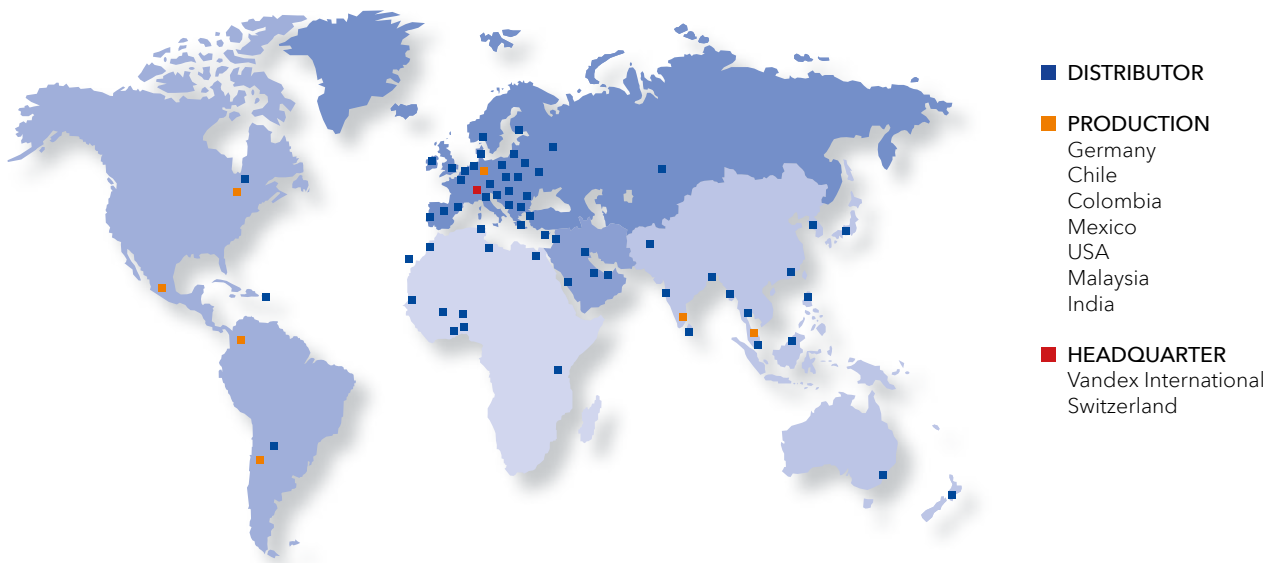 DISTRIBUTOR
PRODUCTION
Germany
Chile
Colombia
Mexico
USA
Malaysia
India
HEADQUARTER
Vandex International
Switzerland